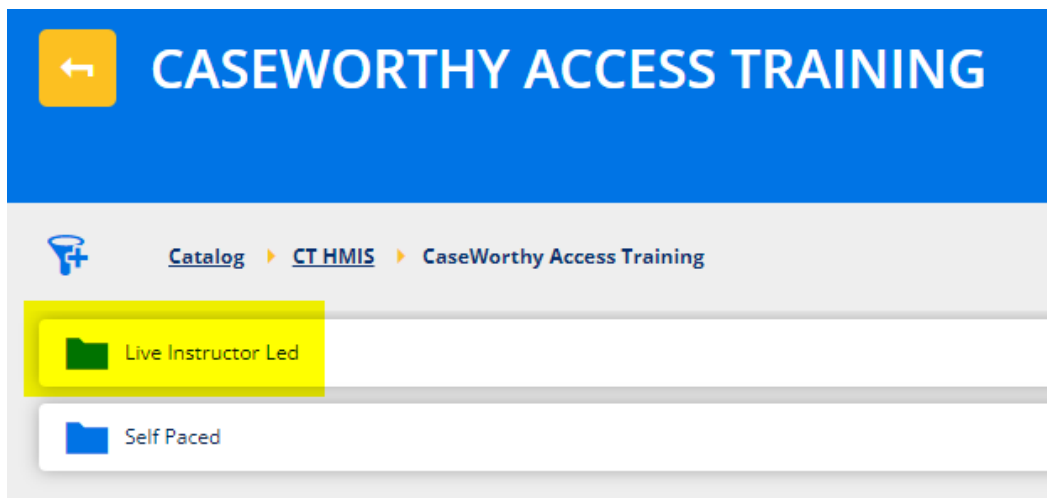 CASEWORTHY ACCESS TRAINING
Catalog CT HMIS CaseWorthy Access Training
Live Instructor Led
Self Paced